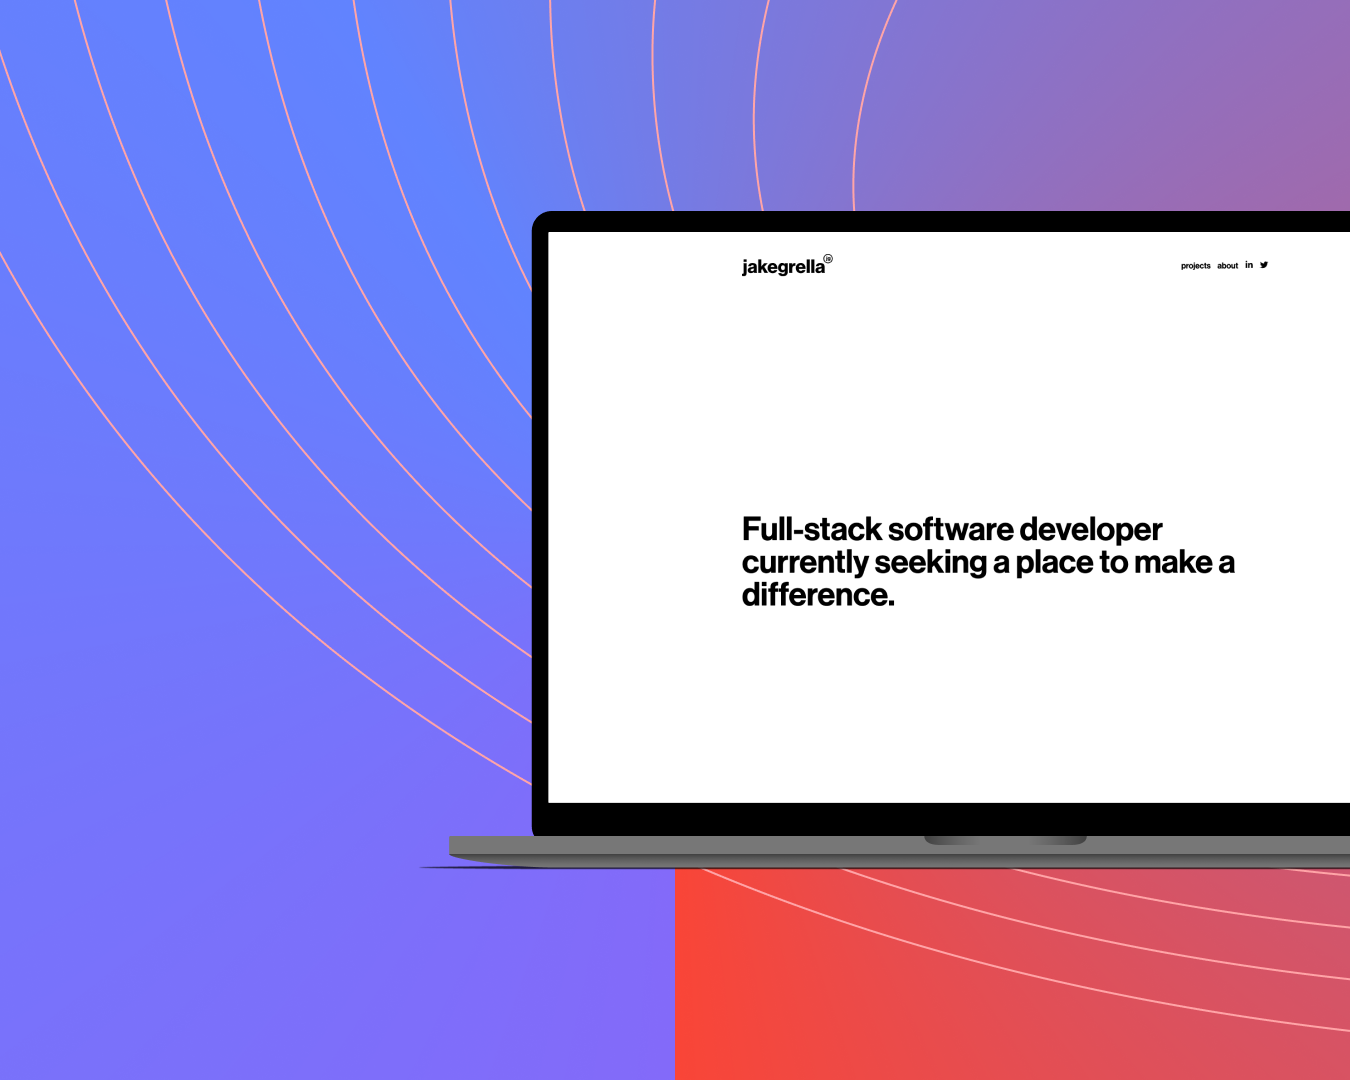 jakegrella
projects about in
Full-stack software developer
currently seeking a place to make a
difference.